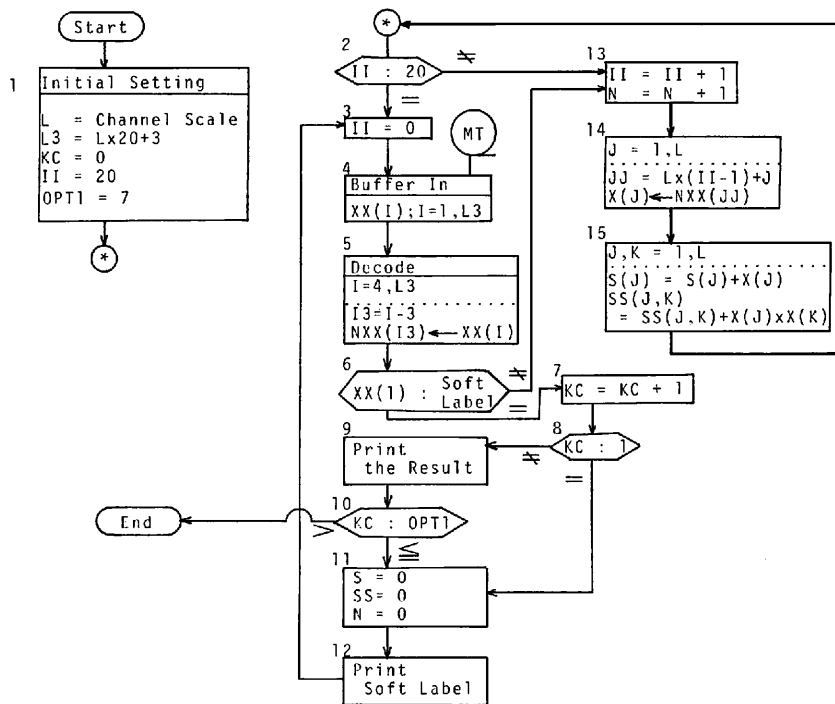 Start
1
Initial Setting
L = Channel Scale
L3 = Lx20+3
KC = 0
II = 20
OPT1 = 7
*
*
2
II : 20
≠
=
3
II = 0
MT
4
Buffer In
XX(I);I=1,L3
5
Decode
I=4,L3
I3=I-3
NXX(I3)←XX(I)
6
XX(1) : Soft Label
≠
=
7
KC = KC + 1
8
KC : 1
≠
=
9
Print
the Result
10
KC : OPT1
>
≦
End
11
S = 0
SS= 0
N = 0
12
Print
Soft Label
13
II = II + 1
N = N + 1
14
J = 1,L
JJ = Lx(II-1)+J
X(J)←NXX(JJ)
15
J,K = 1,L
S(J) = S(J)+X(J)
SS(J,K)
= SS(J,K)+X(J)xX(K)